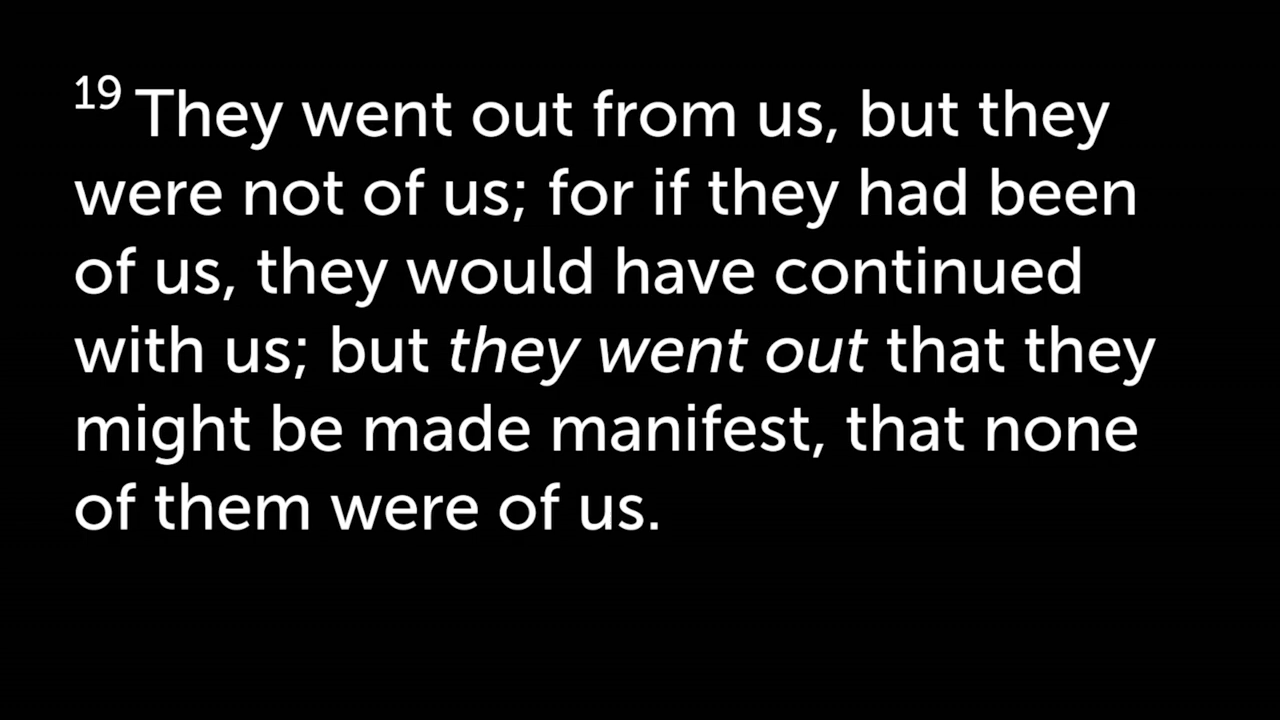 19 They went out from us, but they
were not of us; for if they had been
of us, they would have continued
with us; but they went out that they
might be made manifest, that none
of them were of us.